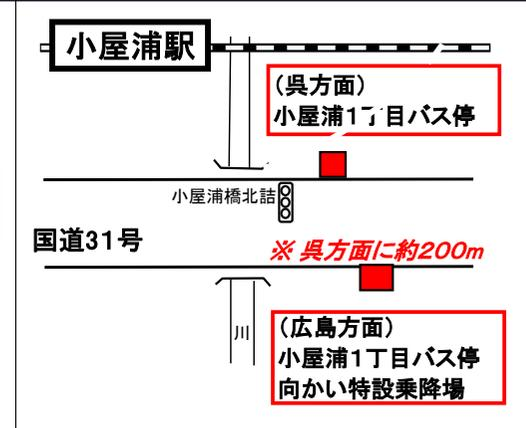 小屋浦駅
（呉方面）
小屋浦1丁目バス停
小屋浦橋北詰
国道31号
※ 呉方面に約200m
川
（広島方面）
小屋浦1丁目バス停
向かい特設乗降場